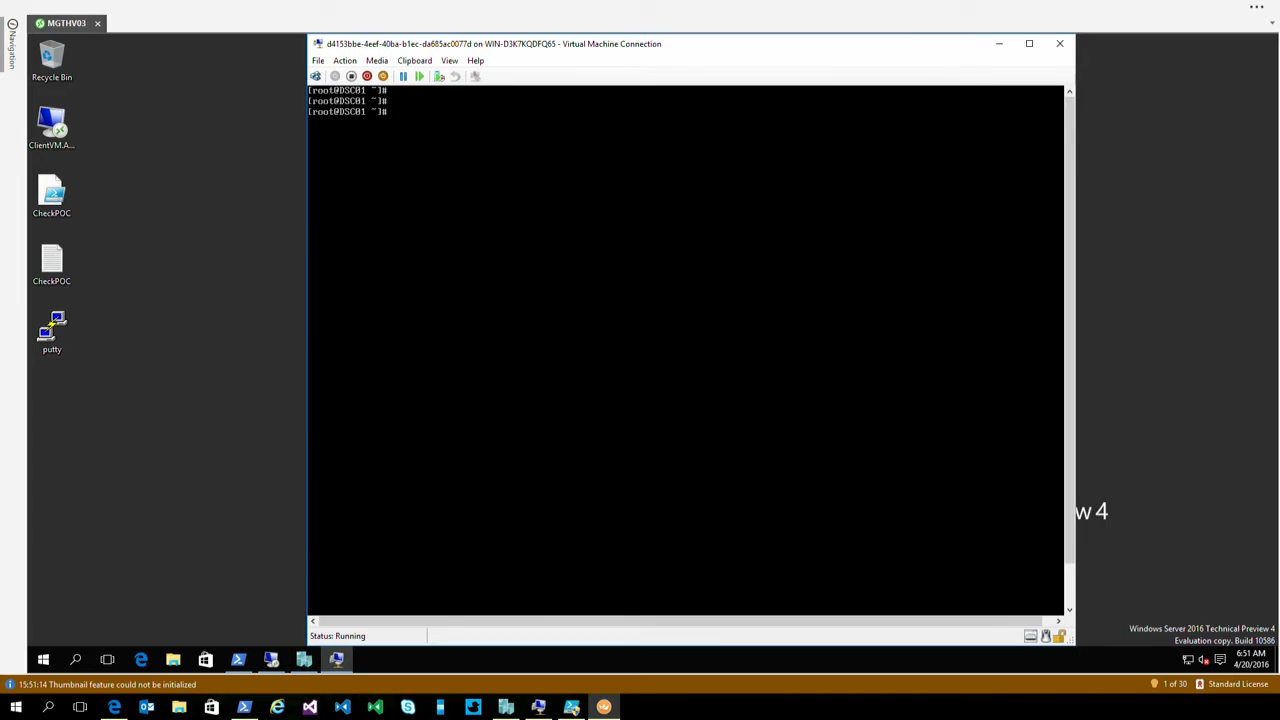 MGTHV03
Navigation
Recycle Bin
ClientVM.A...
CheckPOC
CheckPOC
putty
d4153bbe-4eef-40ba-b1ec-da685ac0077d on WIN-D3K7KQDFQ65 - Virtual Machine Connection
File Action Media Clipboard View Help
[root@DSC01 ~]#
[root@DSC01 ~]#
[root@DSC01 ~]#
Status: Running
w 4
Windows Server 2016 Technical Preview 4
Evaluation copy. Build 10586
6:51 AM
4/20/2016
15:51:14 Thumbnail feature could not be initialized
1 of 30
Standard License